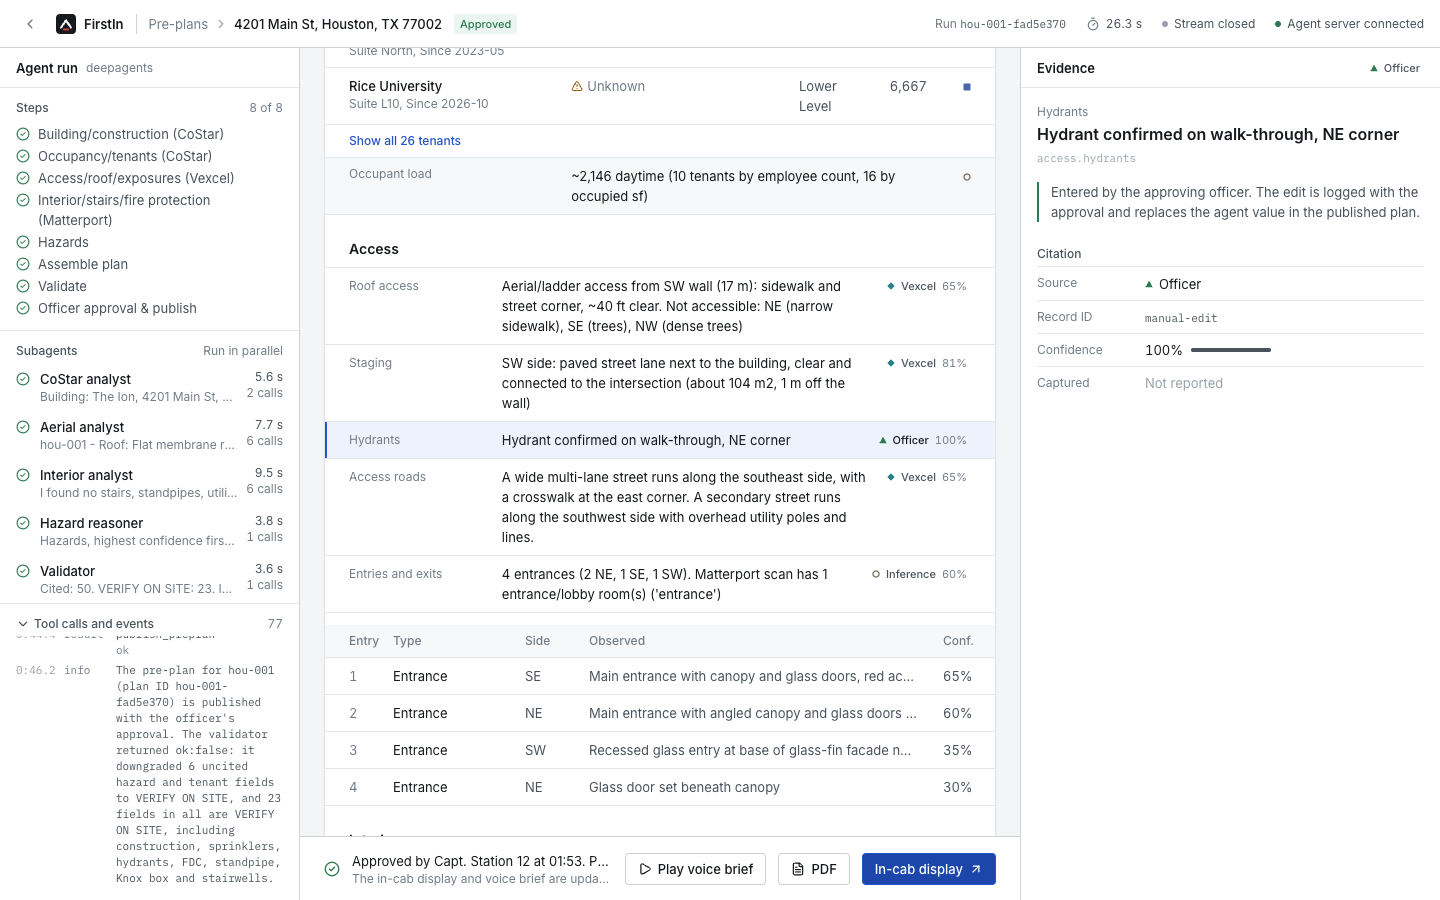 FirstIn
Pre-plans
4201 Main St, Houston, TX 77002
Approved
Run hou-001-fad5e370
26.3 s
Stream closed
Agent server connected
Agent run deepagents
Steps 8 of 8
Building/construction (CoStar)
Occupancy/tenants (CoStar)
Access/roof/exposures (Vexcel)
Interior/stairs/fire protection
(Matterport)
Hazards
Assemble plan
Validate
Officer approval & publish
Subagents Run in parallel
CoStar analyst 5.6 s
Building: The Ion, 4201 Main St, ... 2 calls
Aerial analyst 7.7 s
hou-001 - Roof: Flat membrane r... 6 calls
Interior analyst 9.5 s
I found no stairs, standpipes, utili... 6 calls
Hazard reasoner 3.8 s
Hazards, highest confidence firs... 1 calls
Validator 3.6 s
Cited: 50. VERIFY ON SITE: 23. I... 1 calls
Tool calls and events 77
ok
0:46.2 info The pre-plan for hou-001
(plan ID hou-001-
fad5e370) is published
with the officer's
approval. The validator
returned ok:false: it
downgraded 6 uncited
hazard and tenant fields
to VERIFY ON SITE, and 23
fields in all are VERIFY
ON SITE, including
construction, sprinklers,
hydrants, FDC, standpipe,
Knox box and stairwells.
Suite North, Since 2023-05
Rice University Unknown Lower 6,667
Suite L10, Since 2026-10 Level
Show all 26 tenants
Occupant load ~2,146 daytime (10 tenants by employee count, 16 by
occupied sf)
Access
Roof access Aerial/ladder access from SW wall (17 m): sidewalk and Vexcel 65%
street corner, ~40 ft clear. Not accessible: NE (narrow
sidewalk), SE (trees), NW (dense trees)
Staging SW side: paved street lane next to the building, clear and Vexcel 81%
connected to the intersection (about 104 m2, 1 m off the
wall)
Hydrants Hydrant confirmed on walk-through, NE corner Officer 100%
Access roads A wide multi-lane street runs along the southeast side, with Vexcel 65%
a crosswalk at the east corner. A secondary street runs
along the southwest side with overhead utility poles and
lines.
Entries and exits 4 entrances (2 NE, 1 SE, 1 SW). Matterport scan has 1 Inference 60%
entrance/lobby room(s) ('entrance')
Entry Type Side Observed Conf.
1 Entrance SE Main entrance with canopy and glass doors, red ac... 65%
2 Entrance NE Main entrance with angled canopy and glass doors ... 60%
3 Entrance SW Recessed glass entry at base of glass-fin facade n... 35%
4 Entrance NE Glass door set beneath canopy 30%
Approved by Capt. Station 12 at 01:53. P...
The in-cab display and voice brief are upda...
Play voice brief
PDF
In-cab display
Evidence Officer
Hydrants
Hydrant confirmed on walk-through, NE corner
access.hydrants
Entered by the approving officer. The edit is logged with the
approval and replaces the agent value in the published plan.
Citation
Source Officer
Record ID manual-edit
Confidence 100%
Captured Not reported